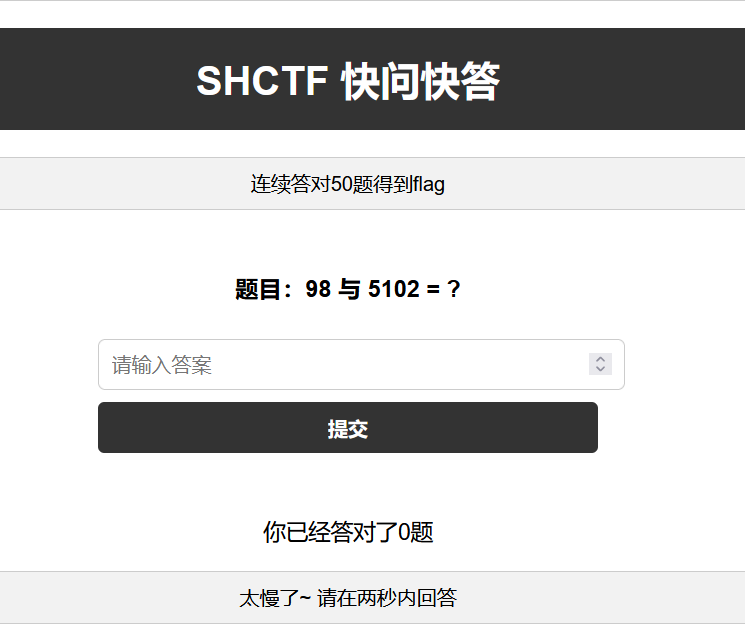 SHCTF 快问快答
连续答对50题得到flag
题目：98 与 5102 = ?
请输入答案
提交
你已经答对了0题
太慢了~ 请在两秒内回答